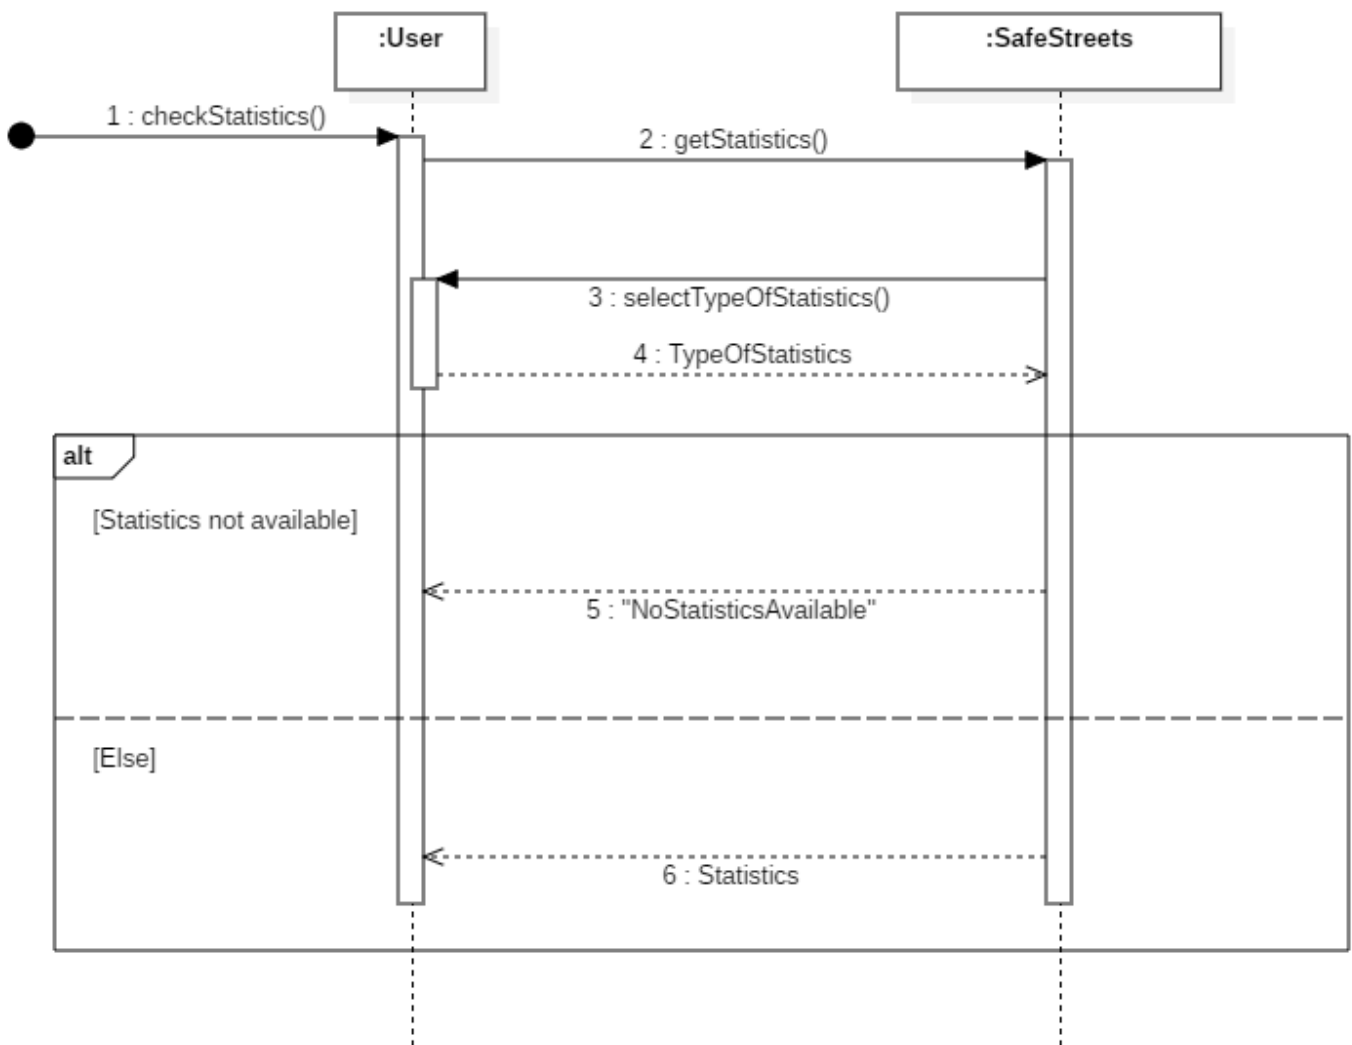 :User
:SafeStreets
1 : checkStatistics()
2 : getStatistics()
3 : selectTypeOfStatistics()
4 : TypeOfStatistics
alt
[Statistics not available]
5 : "NoStatisticsAvailable"
[Else]
6 : Statistics